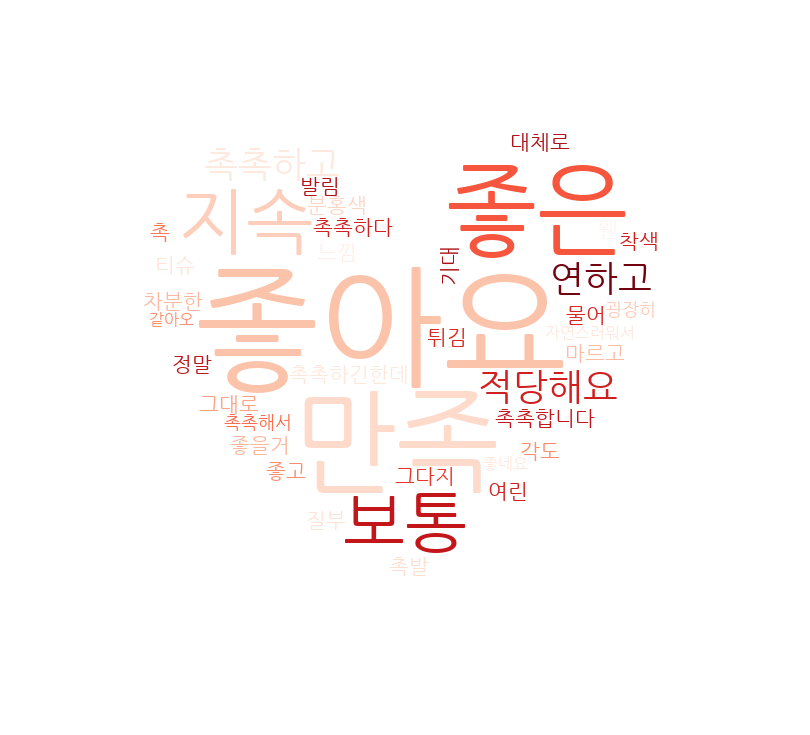 대체로
촉촉하고
좋은
발림
지속
분홍색
촉
촉촉하다
착색
느낌
기대
티슈
연하고
좋아요
차분한
굉장히
같아오
물어
튀김
자연스러워서
정말
마르고
촉촉하긴한데
적당해요
만족
그대로
촉촉해서
촉촉합니다
좋을거
각도
좋고
좋네요
그다지
여린
질부
보통
촉발